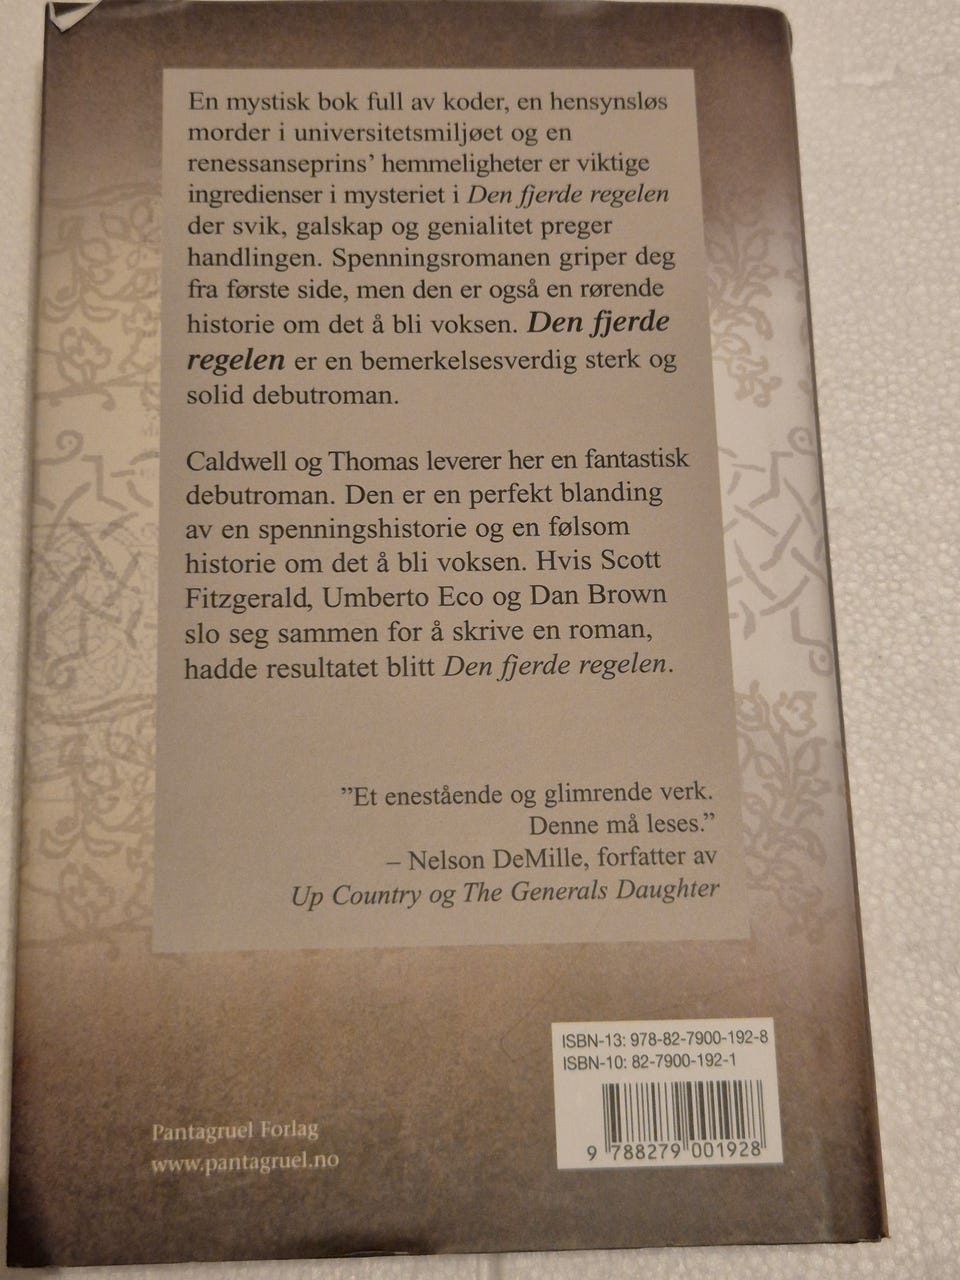 En mystisk bok full av koder, en hensynsløs
morder i universitetsmiljøet og en
renessanseprins’ hemmeligheter er viktige
ingredienser i mysteriet i Den fjerde regelen
der svik, galskap og genialitet preger
handlingen. Spenningsromanen griper deg
fra første side, men den er også en rørende
historie om det å bli voksen. Den fjerde
regelen er en bemerkelsesverdig sterk og
solid debutroman.
Caldwell og Thomas leverer her en fantastisk
debutroman. Den er en perfekt blanding
av en spenningshistorie og en følsom
historie om det å bli voksen. Hvis Scott
Fitzgerald, Umberto Eco og Dan Brown
slo seg sammen for å skrive en roman,
hadde resultatet blitt Den fjerde regelen.
”Et enestående og glimrende verk.
Denne må leses.”
– Nelson DeMille, forfatter av
Up Country og The Generals Daughter
ISBN-13: 978-82-7900-192-8
ISBN-10: 82-7900-192-1
9 788279 001928
Pantagruel Forlag
www.pantagruel.no